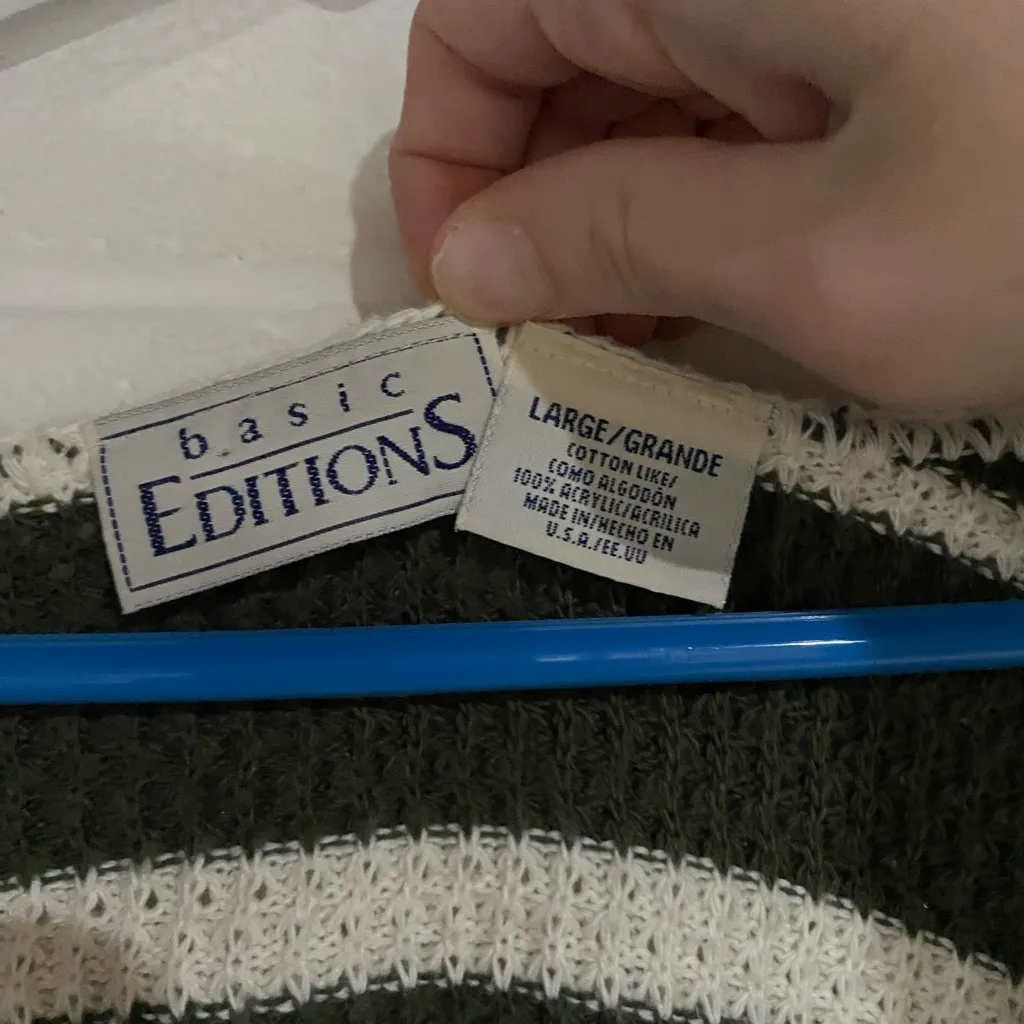 basic
EDITIONS
LARGE/GRANDE
COTTON LIKE/
COMO ALGODÓN
100% ACRYLIC/ACRILICA
MADE IN/HECHO EN
U.S.A./EE.UU